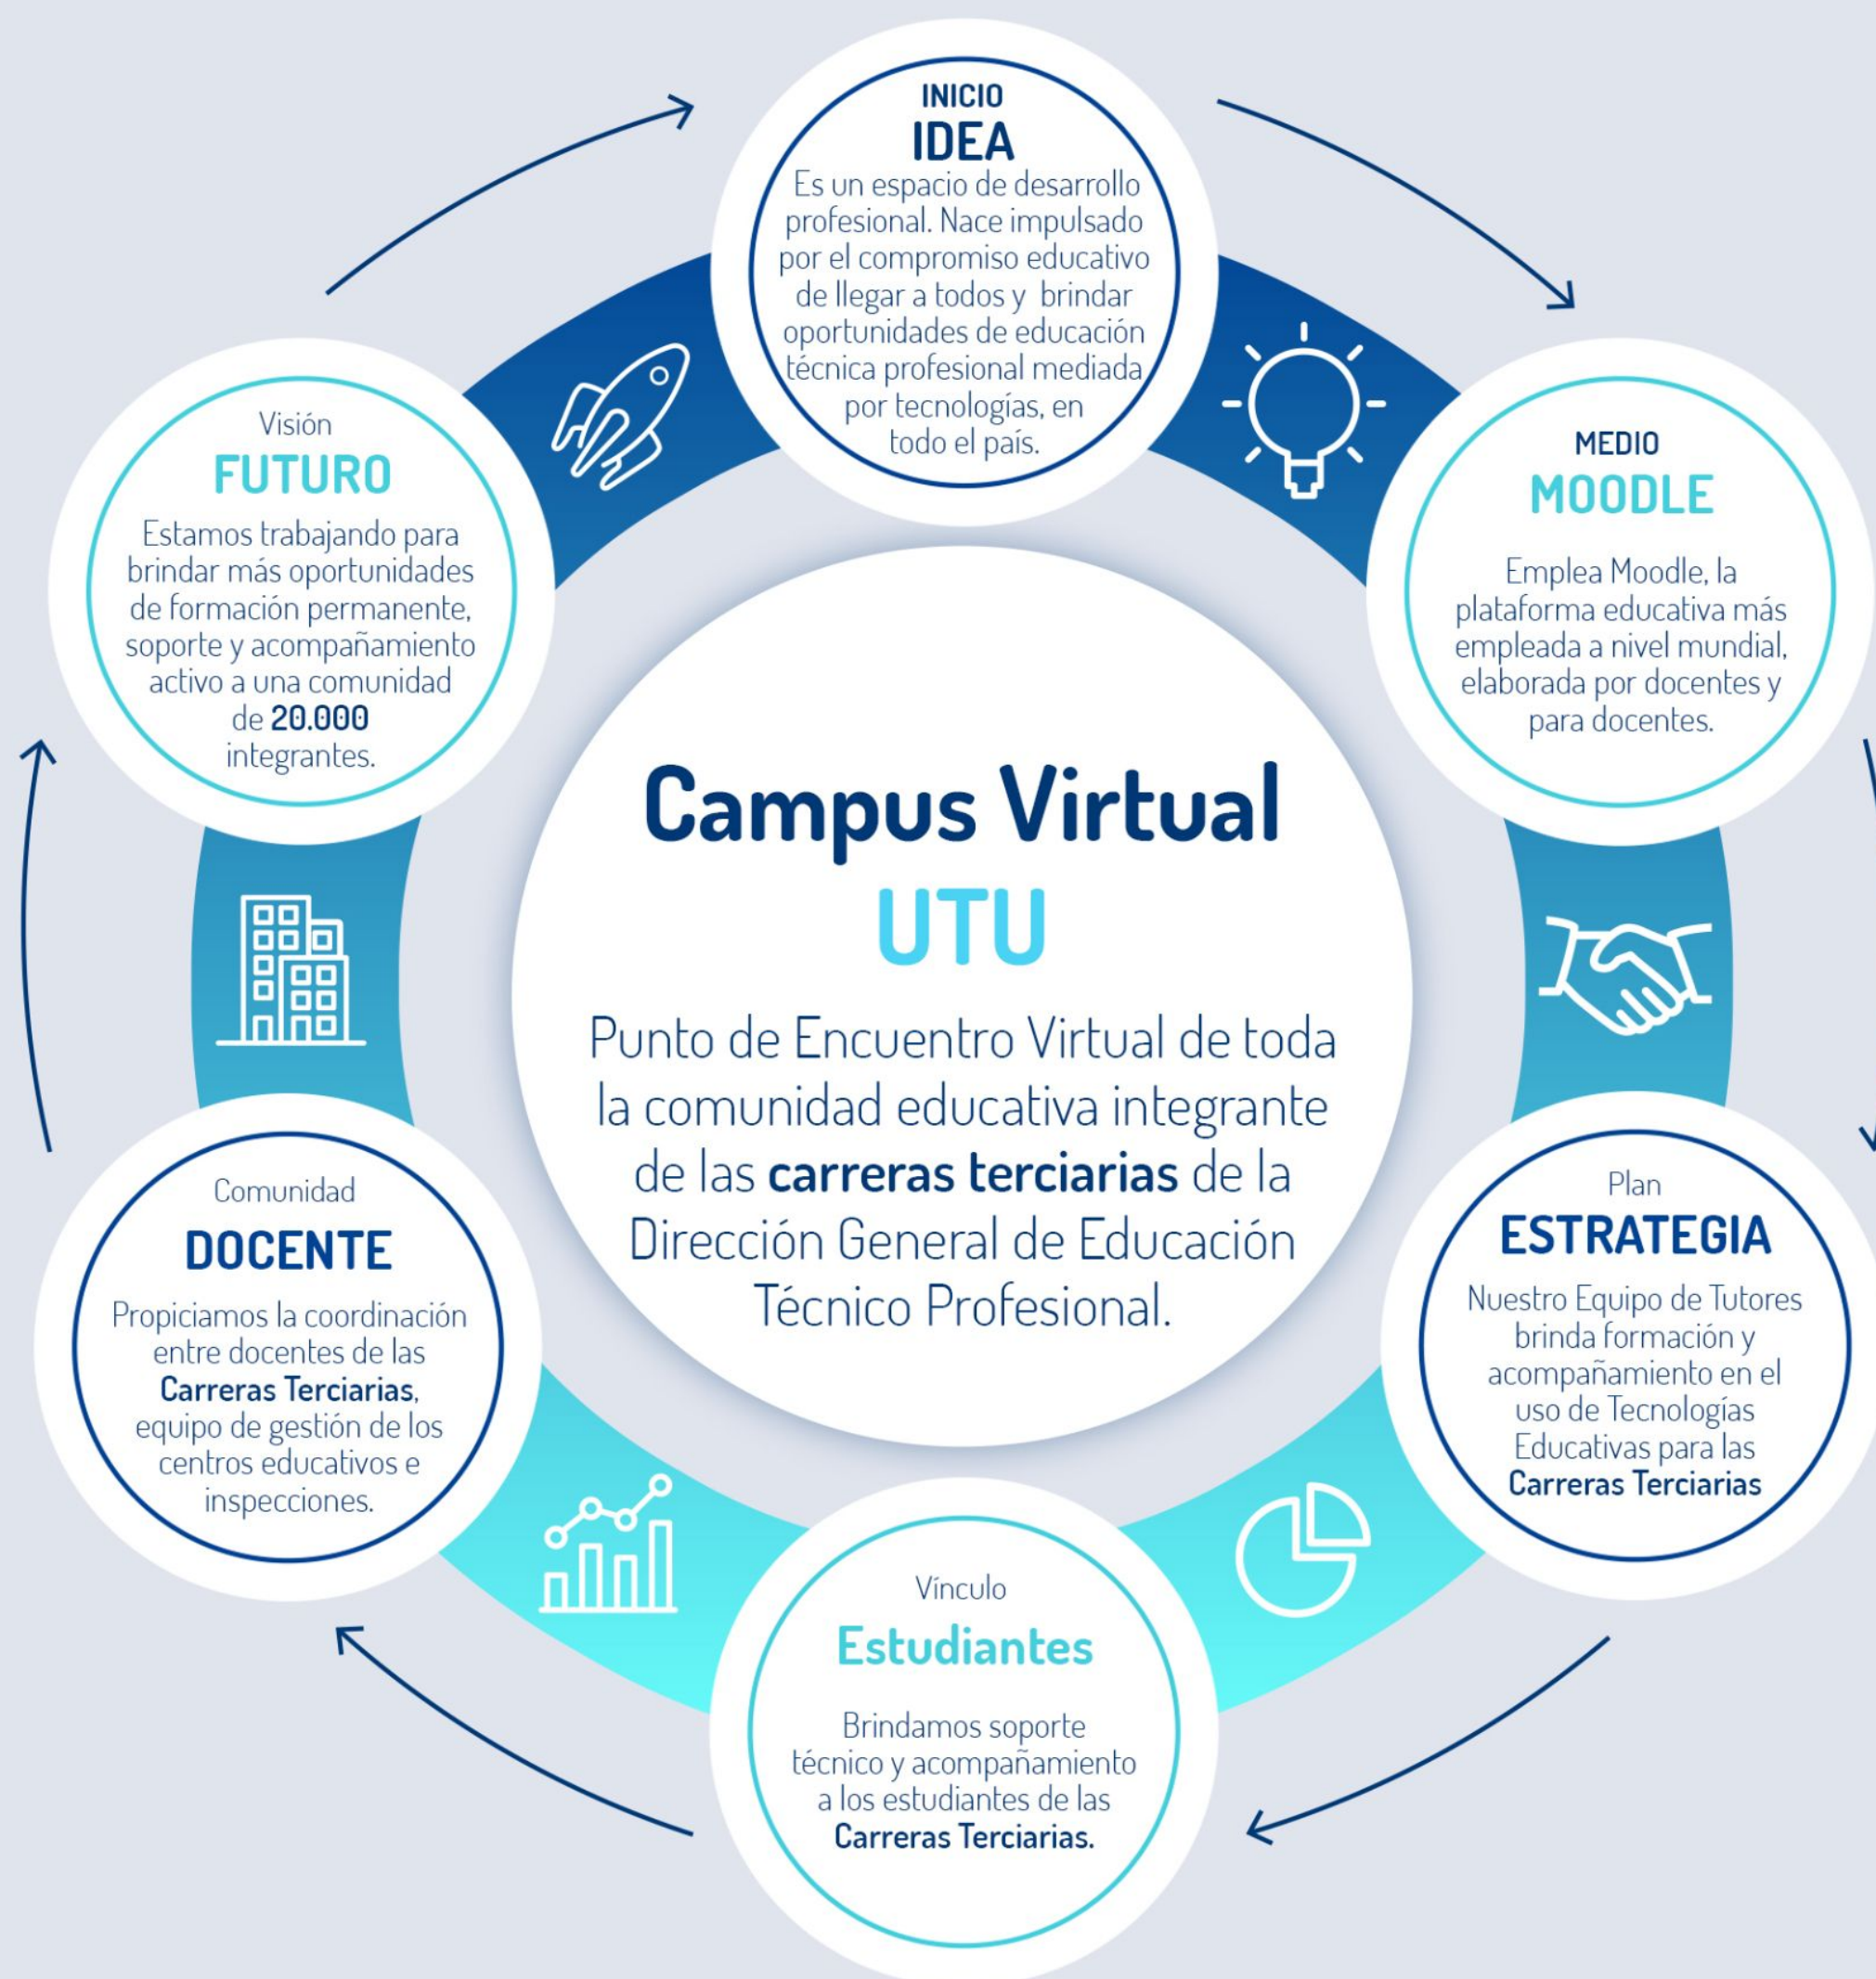 INICIO
IDEA
Es un espacio de desarrollo
profesional. Nace impulsado
por el compromiso educativo
de llegar a todos y brindar
oportunidades de educación
técnica profesional mediada
por tecnologías, en
todo el país.
MEDIO
MOODLE
Emplea Moodle, la
plataforma educativa más
empleada a nivel mundial,
elaborada por docentes y
para docentes.
Plan
ESTRATEGIA
Nuestro Equipo de Tutores
brinda formación y
acompañamiento en el
uso de Tecnologías
Educativas para las
Carreras Terciarias
Vínculo
Estudiantes
Brindamos soporte
técnico y acompañamiento
a los estudiantes de las
Carreras Terciarias.
Comunidad
DOCENTE
Propiciamos la coordinación
entre docentes de las
Carreras Terciarias,
equipo de gestión de los
centros educativos e
inspecciones.
Visión
FUTURO
Estamos trabajando para
brindar más oportunidades
de formación permanente,
soporte y acompañamiento
activo a una comunidad
de 20.000
integrantes.
Campus Virtual
UTU
Punto de Encuentro Virtual de toda
la comunidad educativa integrante
de las carreras terciarias de la
Dirección General de Educación
Técnico Profesional.